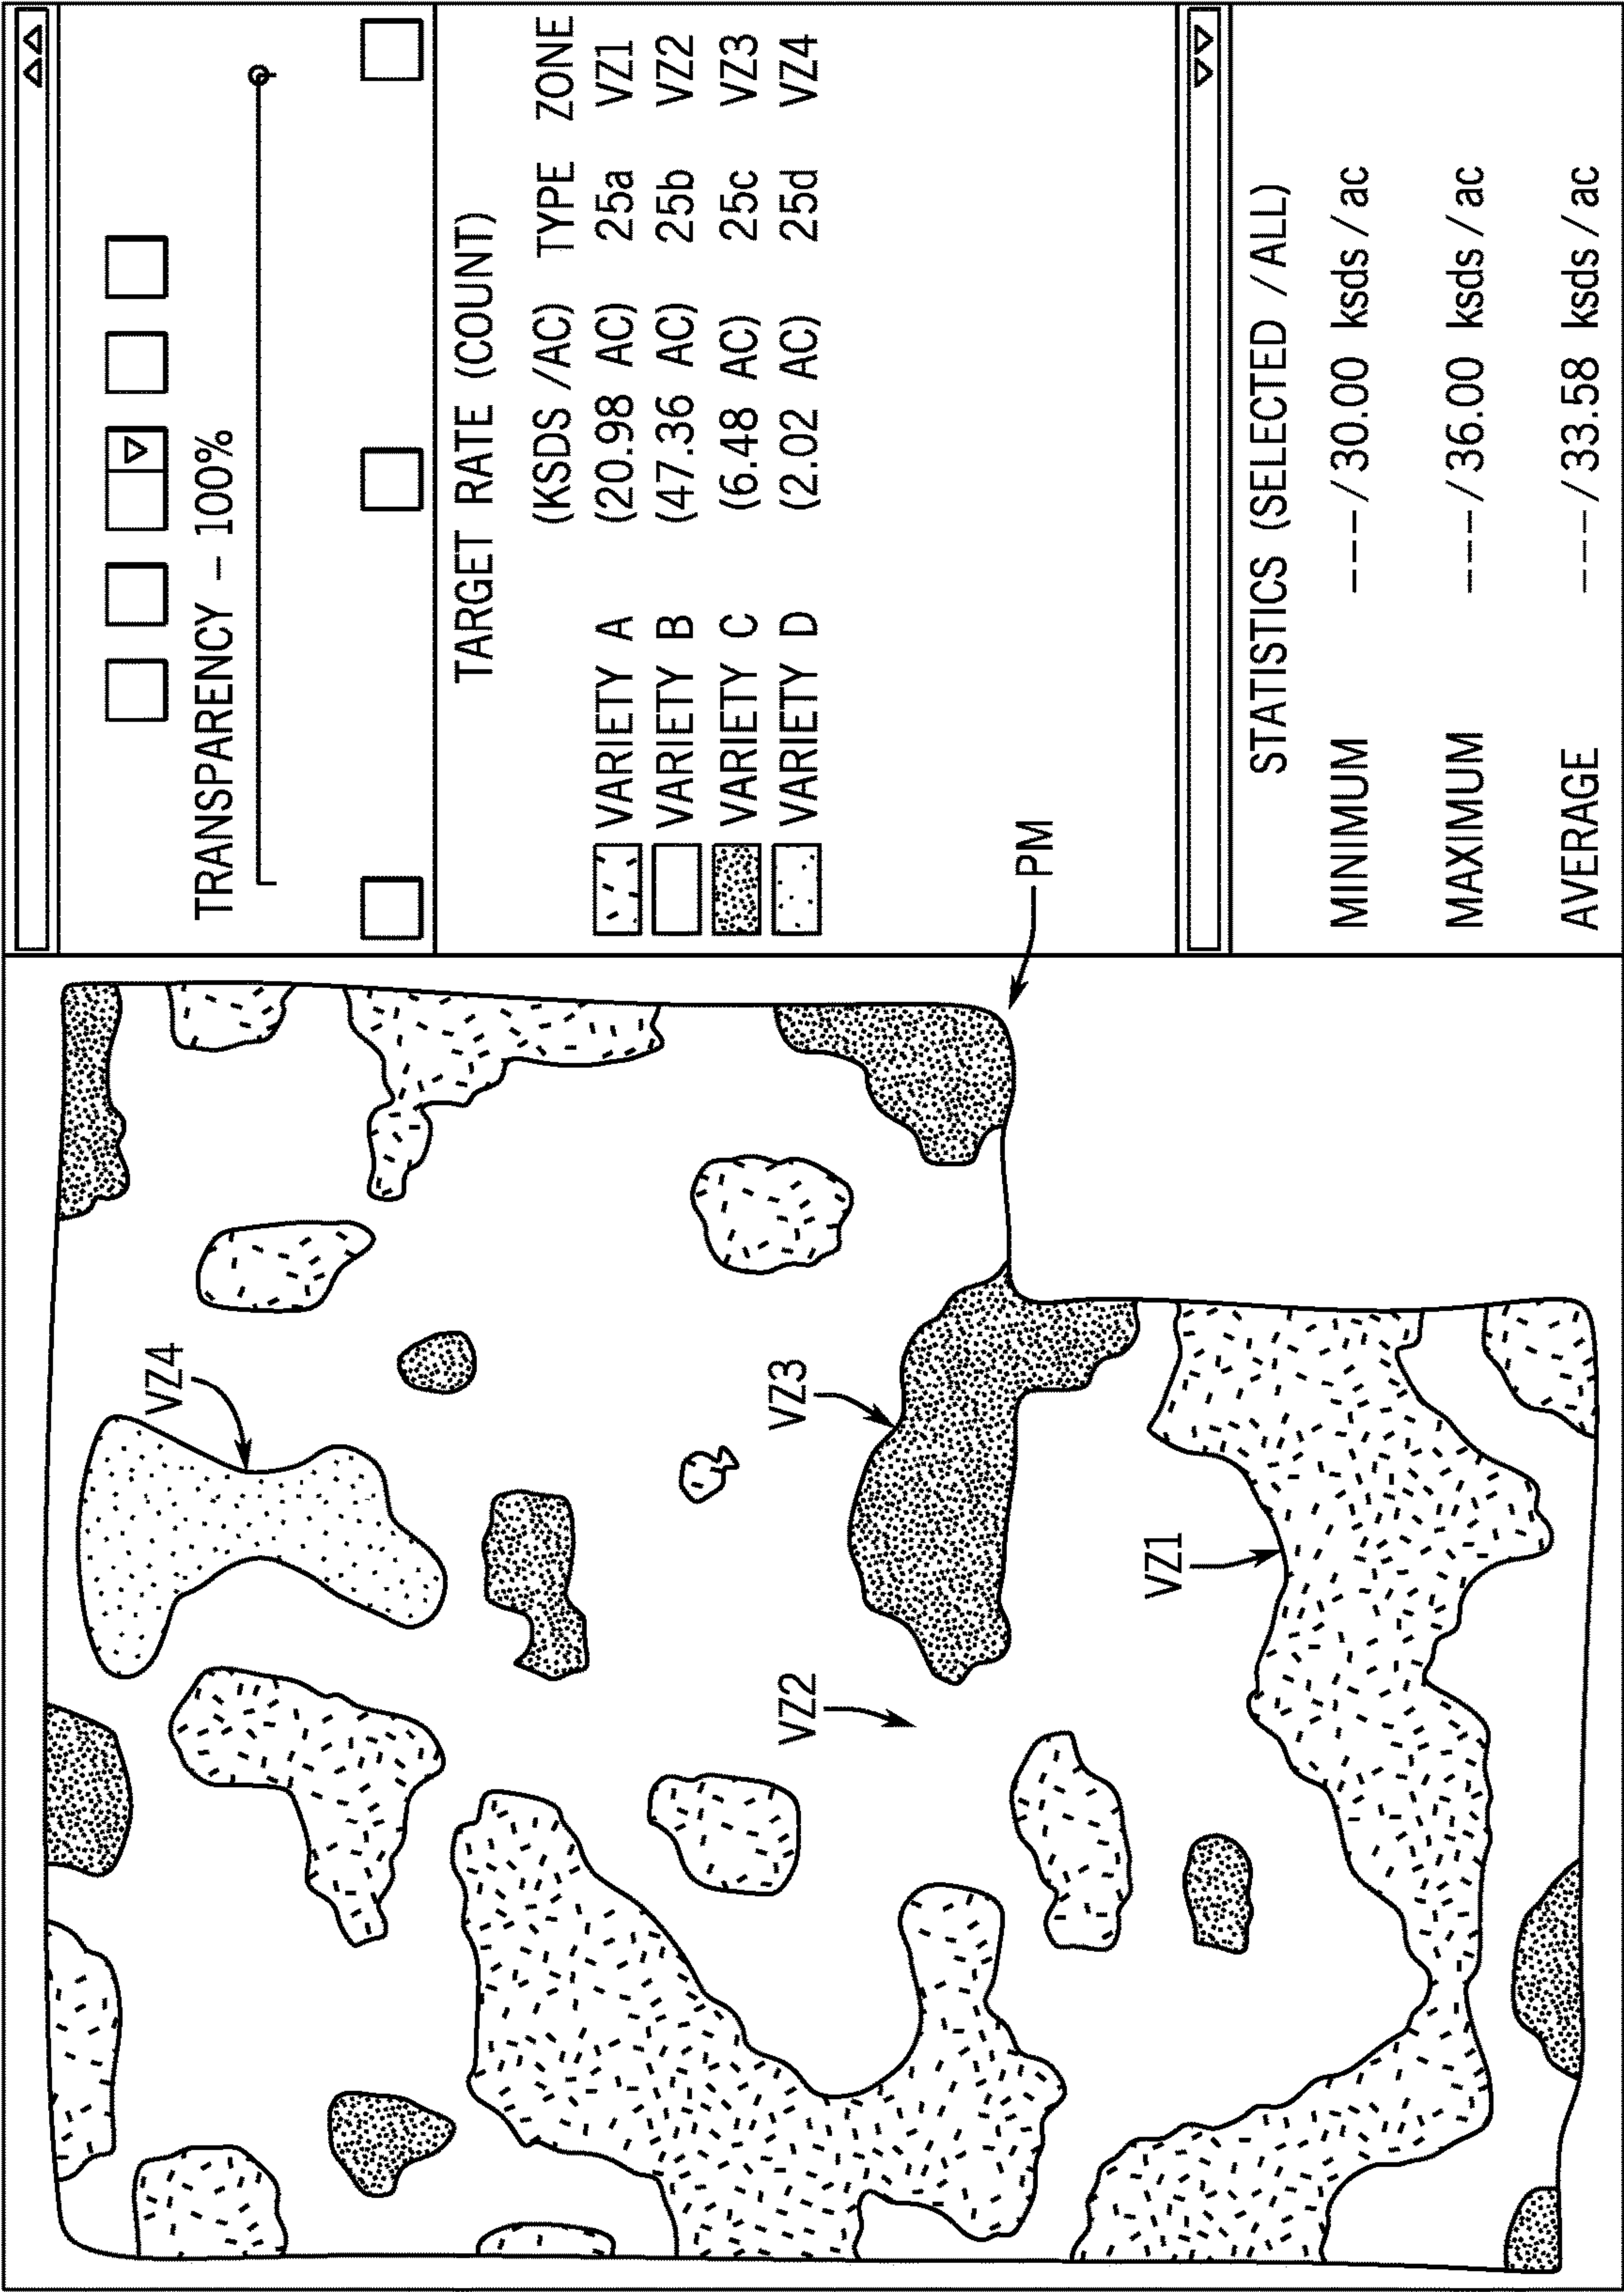 TRANSPARENCY – 100%
TARGET RATE (COUNT)
(KSDS /AC) TYPE ZONE
VARIETY A (20.98 AC) 25a VZ1
VARIETY B (47.36 AC) 25b VZ2
VARIETY C (6.48 AC) 25c VZ3
VARIETY D (2.02 AC) 25d VZ4
PM
STATISTICS (SELECTED /ALL)
MINIMUM ---/30.00 ksds/ac
MAXIMUM ---/36.00 ksds/ac
AVERAGE ---/33.58 ksds/ac
VZ4
VZ3
VZ2
VZ1